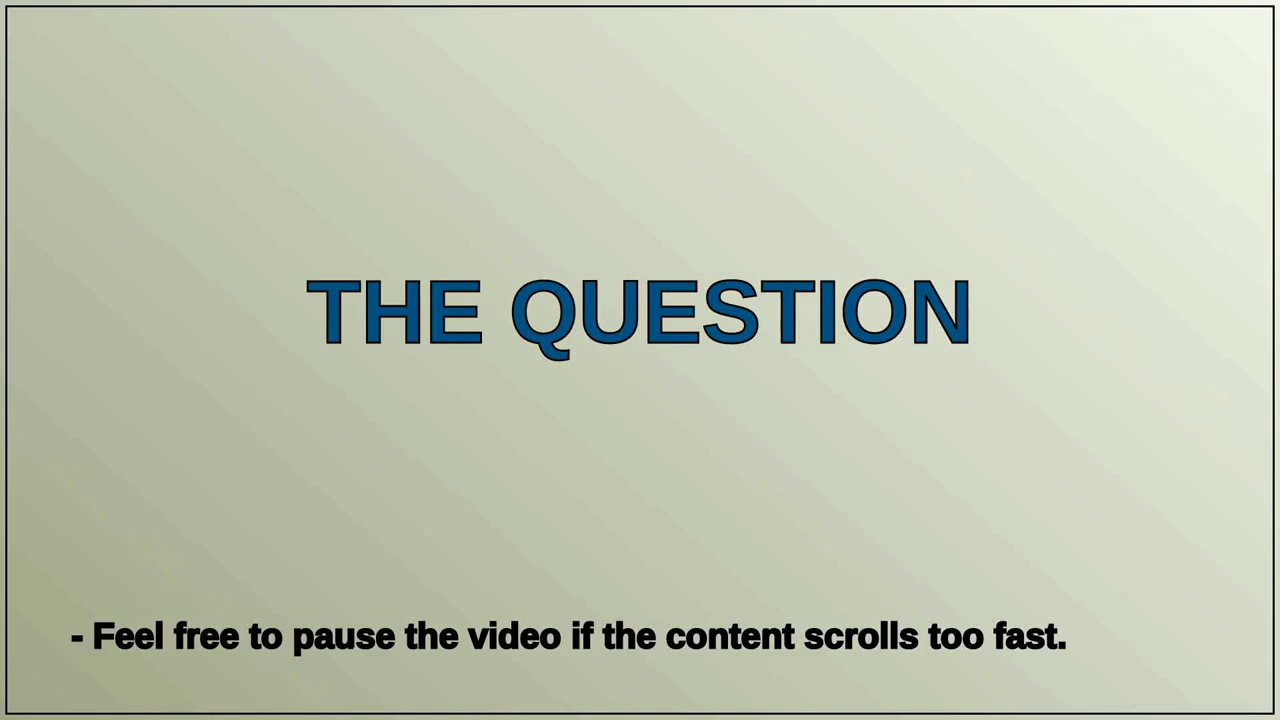 THE QUESTION
- Feel free to pause the video if the content scrolls too fast.